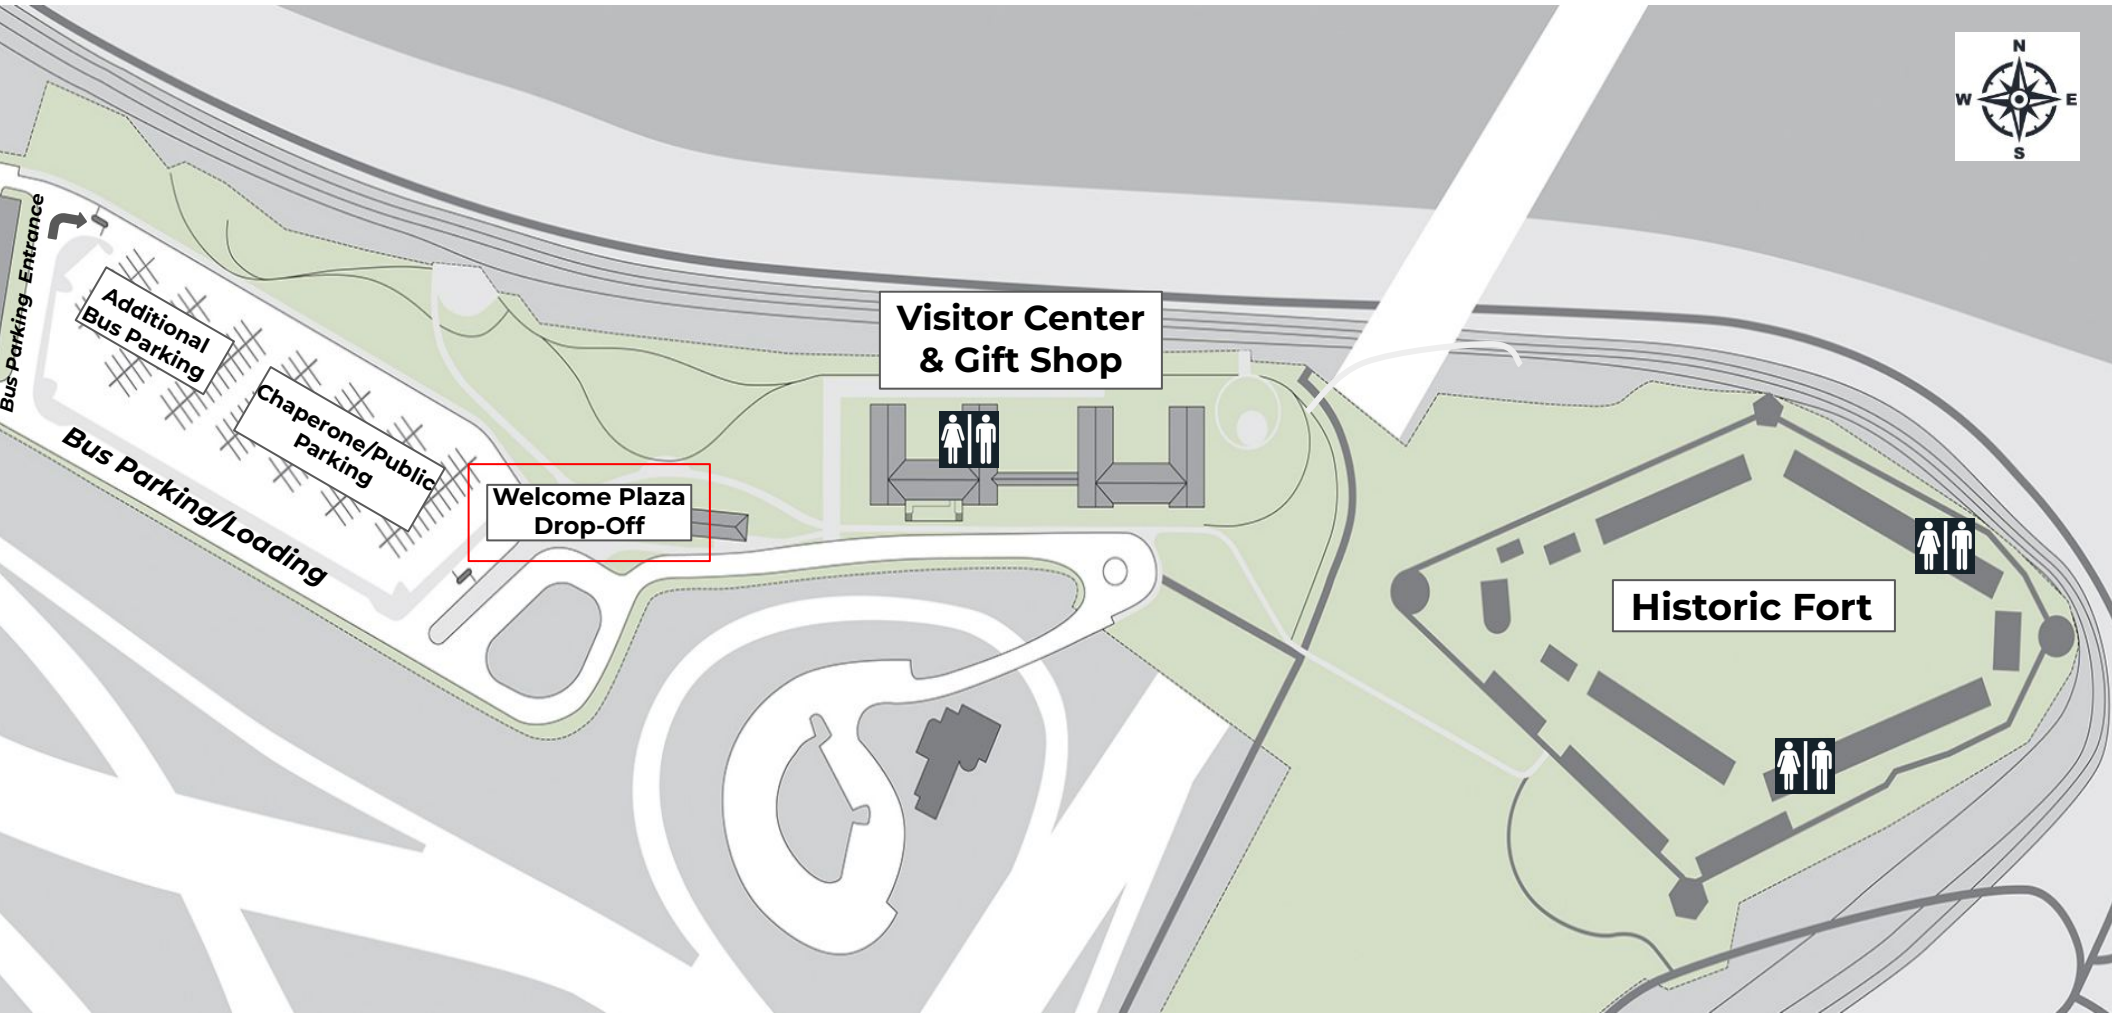 N
W
E
S
Visitor Center
& Gift Shop
Bus Parking Entrance
Additional
Bus Parking
Chaperone/Public
Parking
Bus Parking/Loading
Welcome Plaza
Drop-Off
Historic Fort